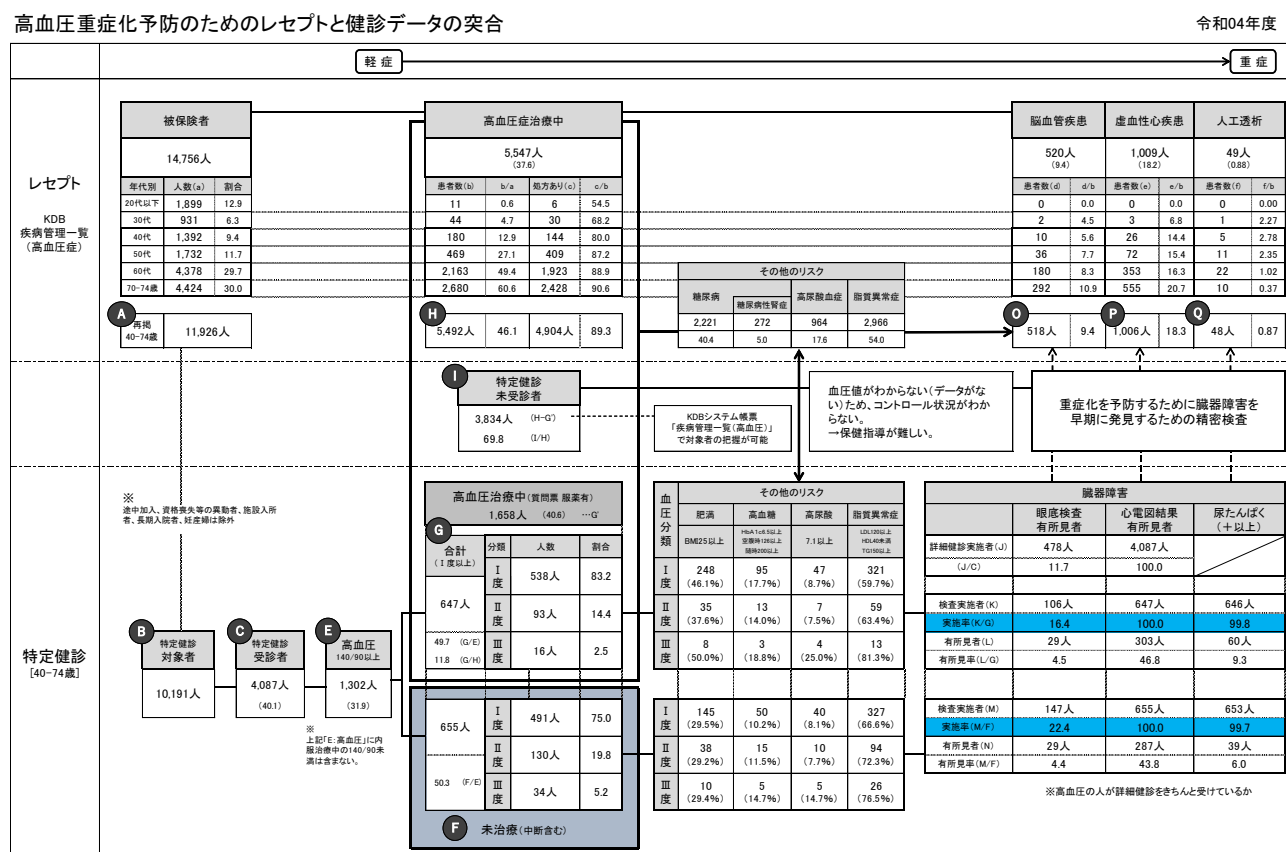 高血圧重症化予防のためのレセプトと健診データの突合
令和04年度
軽 症
重 症
レセプト
KDB
疾病管理一覧
(高血圧症)
被保険者
14,756人
年代別 人数(a) 割合
20代以下 1,899 12.9
30代 931 6.3
40代 1,392 9.4
50代 1,732 11.7
60代 4,378 29.7
70-74歳 4,424 30.0
A
再掲
40-74歳
11,926人
高血圧症治療中
5,547人
(37.6)
患者数(b) b/a 処方あり(c) c/b
11 0.6 6 54.5
44 4.7 30 68.2
180 12.9 144 80.0
469 27.1 409 87.2
2,163 49.4 1,923 88.9
2,680 60.6 2,428 90.6
H
5,492人 46.1 4,904人 89.3
その他のリスク
糖尿病 糖尿病性腎症 高尿酸血症 脂質異常症
2,221 272 964 2,966
40.4 5.0 17.6 54.0
脳血管疾患 虚血性心疾患 人工透析
520人 1,009人 49人
(9.4) (18.2) (0.88)
患者数(d) d/b 患者数(e) e/b 患者数(f) f/b
0 0.0 0 0.0 0 0.00
2 4.5 3 6.8 1 2.27
10 5.6 26 14.4 5 2.78
36 7.7 72 15.4 11 2.35
180 8.3 353 16.3 22 1.02
292 10.9 555 20.7 10 0.37
O P Q
518人 9.4 1,006人 18.3 48人 0.87
I
特定健診
未受診者
3,834人 (H-G')
69.8 (I/H)
KDBシステム帳票
「疾病管理一覧(高血圧)」
で対象者の把握が可能
血圧値がわからない(データがな
い)ため、コントロール状況がわか
らない。
→保健指導が難しい。
重症化を予防するために臓器障害を
早期に発見するための精密検査
特定健診
[40-74歳]
※
途中加入、資格喪失等の異動者、施設入所
者、長期入院者、妊産婦は除外
B
特定健診
対象者
10,191人
C
特定健診
受診者
4,087人
(40.1)
E
高血圧
140/90以上
1,302人
(31.9)
※
上記「E:高血圧」に内
服治療中の140/90未
満は含まない。
高血圧治療中(質問票 服薬有)
1,658人 (40.6) …G'
G
合計
(Ⅰ度以上)
分類 人数 割合
647人
49.7 (G/E)
11.8 (G/H)
Ⅰ度 538人 83.2
Ⅱ度 93人 14.4
Ⅲ度 16人 2.5
655人
50.3 (F/E)
Ⅰ度 491人 75.0
Ⅱ度 130人 19.8
Ⅲ度 34人 5.2
F
未治療(中断含む)
血圧分類
その他のリスク
肥満 高血糖 高尿酸 脂質異常症
BMI25以上
HbA1c6.5以上
空腹時126以上
随時200以上
7.1以上
LDL120以上
HDL40未満
TG150以上
Ⅰ度 248 95 47 321
(46.1%) (17.7%) (8.7%) (59.7%)
Ⅱ度 35 13 7 59
(37.6%) (14.0%) (7.5%) (63.4%)
Ⅲ度 8 3 4 13
(50.0%) (18.8%) (25.0%) (81.3%)
Ⅰ度 145 50 40 327
(29.5%) (10.2%) (8.1%) (66.6%)
Ⅱ度 38 15 10 94
(29.2%) (11.5%) (7.7%) (72.3%)
Ⅲ度 10 5 5 26
(29.4%) (14.7%) (14.7%) (76.5%)
臓器障害
眼底検査
有所見者
心電図結果
有所見者
尿たんぱく
(+以上)
詳細健診実施者(J) 478人 4,087人
(J/C) 11.7 100.0
検査実施者(K) 106人 647人 646人
実施率(K/G) 16.4 100.0 99.8
有所見者(L) 29人 303人 60人
有所見率(L/G) 4.5 46.8 9.3
検査実施者(M) 147人 655人 653人
実施率(M/F) 22.4 100.0 99.7
有所見者(N) 29人 287人 39人
有所見率(M/F) 4.4 43.8 6.0
※高血圧の人が詳細健診をきちんと受けているか